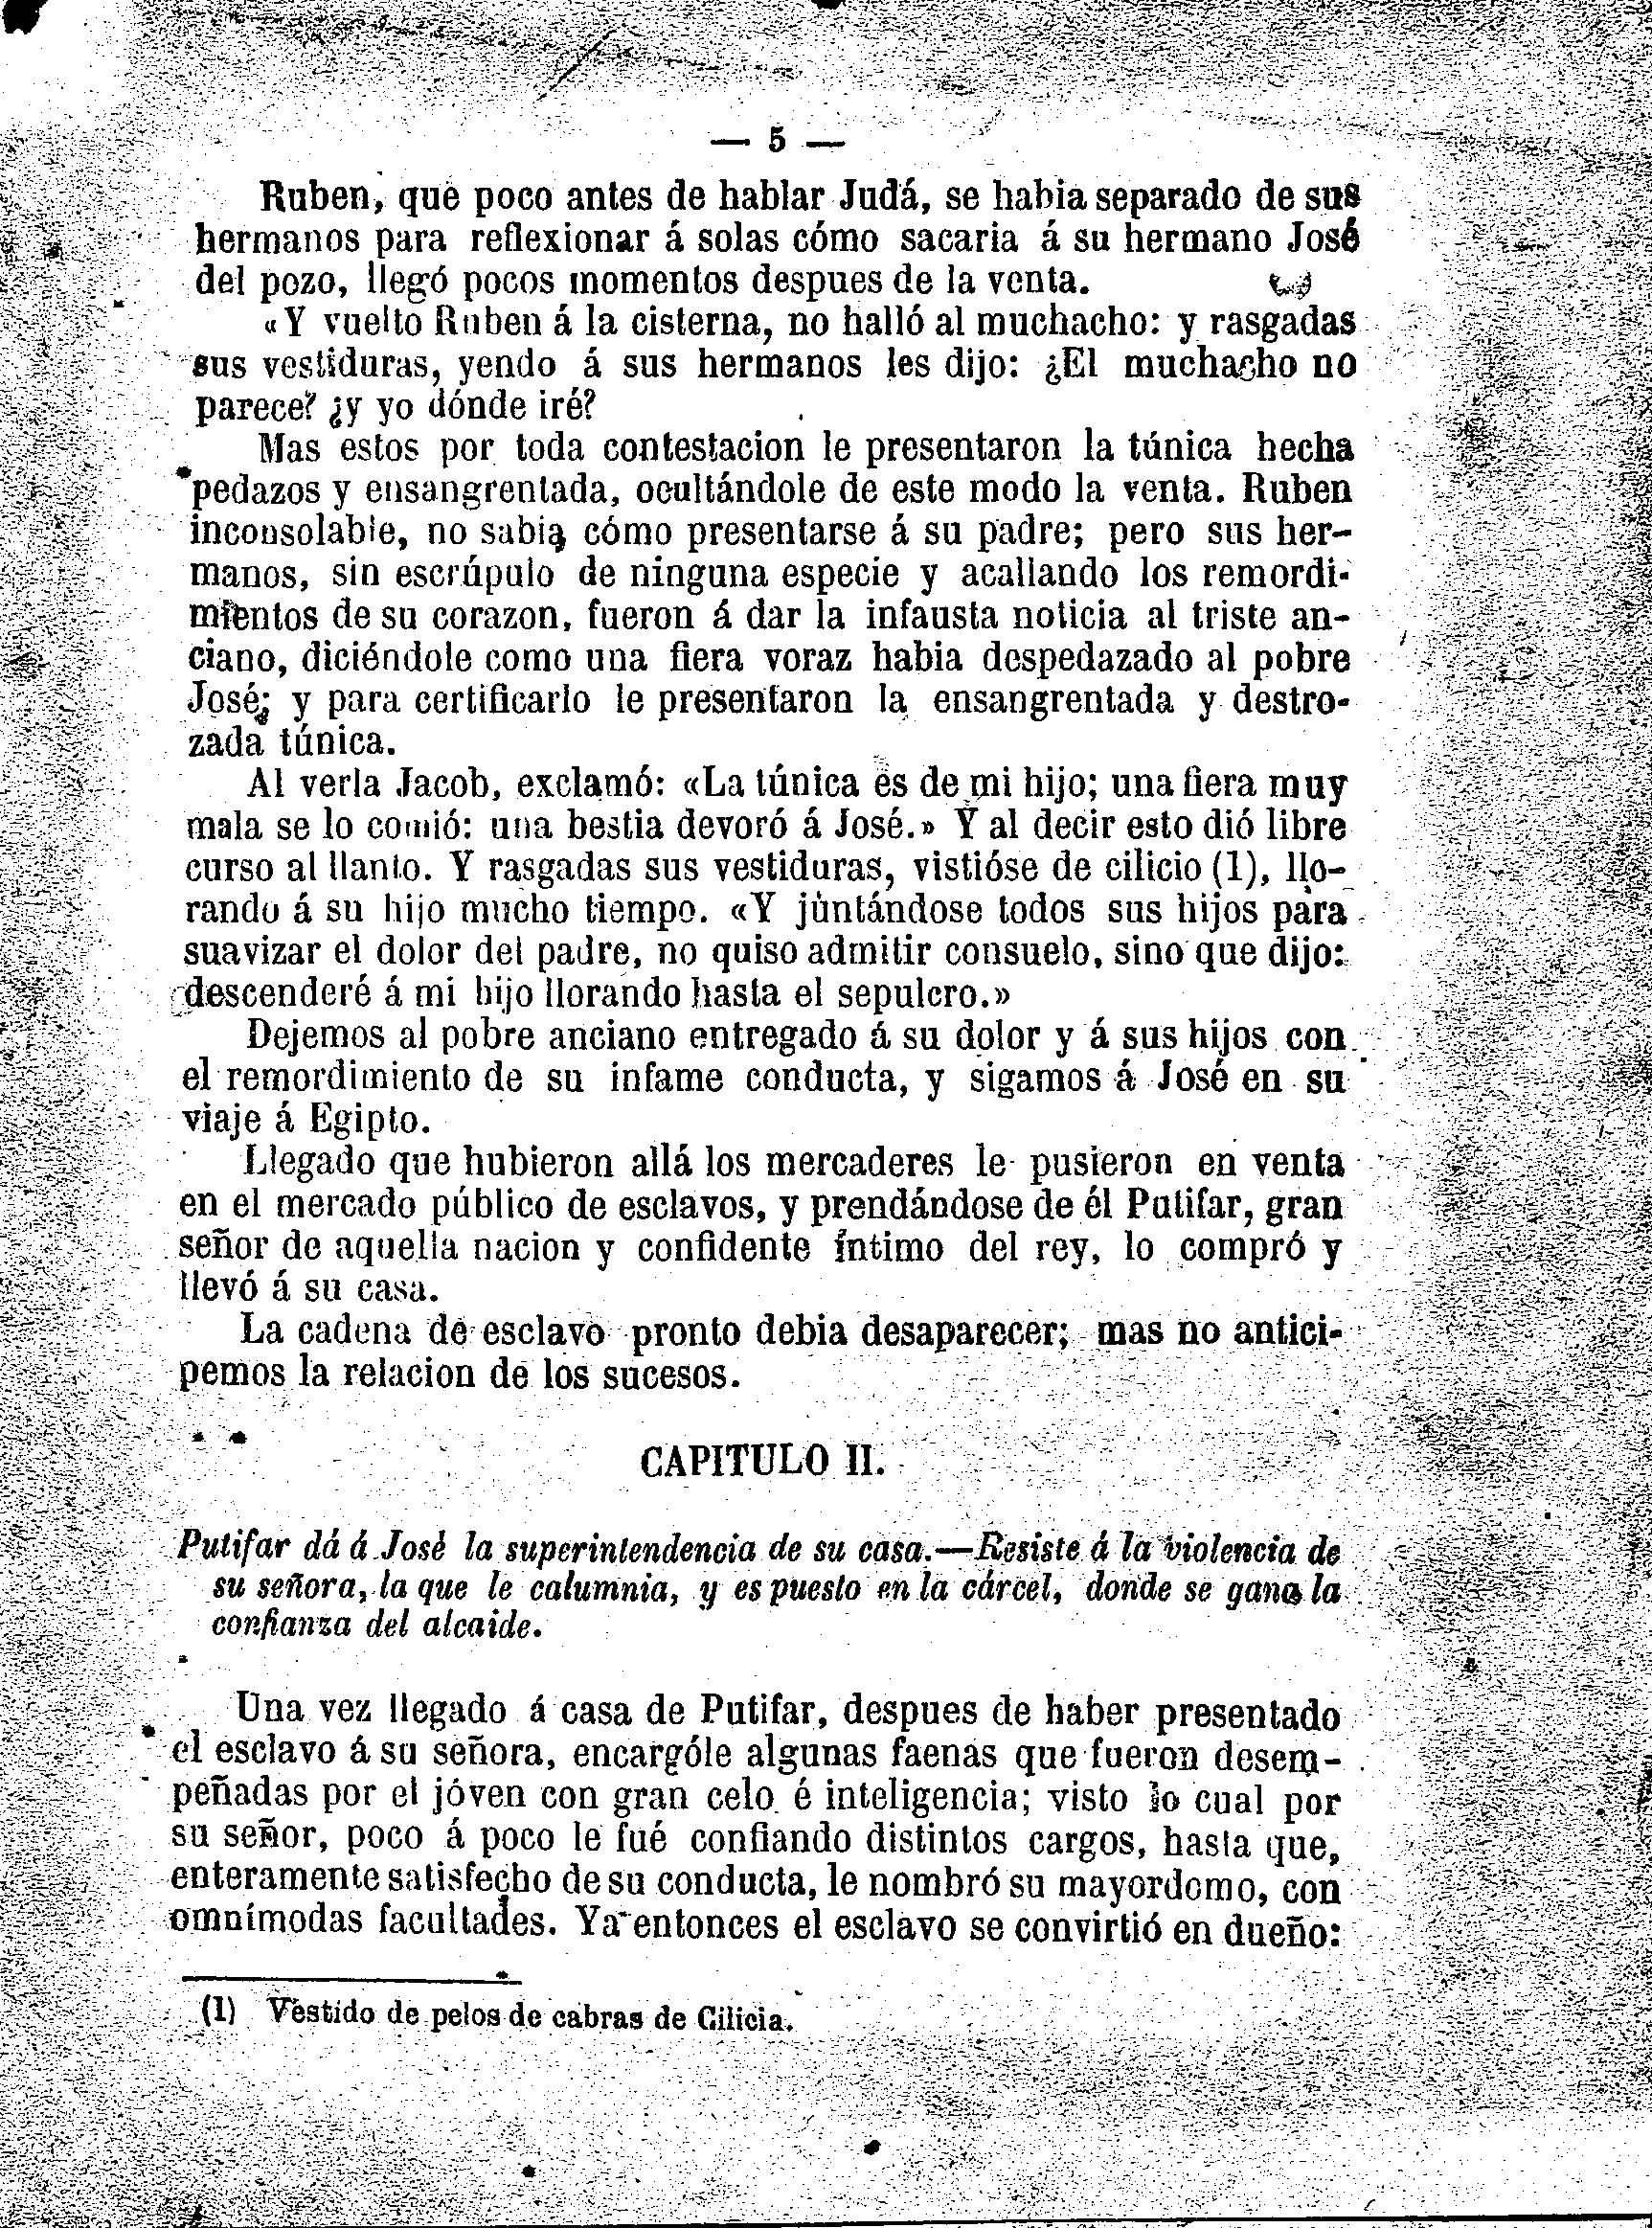 — 5 —
Ruben, que poco antes de hablar Judá, se habia separado de sus
hermanos para reflexionar á solas cómo sacaria á su hermano José
del pozo, llegó pocos momentos despues de la venta.
«Y vuelto Ruben á la cisterna, no halló al muchacho: y rasgadas
sus vestiduras, yendo á sus hermanos les dijo: ¿El muchacho no
parece? ¿y yo dónde iré?
Mas estos por toda contestacion le presentaron la túnica hecha
pedazos y ensangrentada, ocultándole de este modo la venta. Ruben
inconsolable, no sabia cómo presentarse á su padre; pero sus her-
manos, sin escrúpulo de ninguna especie y acallando los remordi-
mientos de su corazon, fueron á dar la infausta noticia al triste an-
ciano, diciéndole como una fiera voraz habia despedazado al pobre
José; y para certificarlo le presentaron la ensangrentada y destro-
zada túnica.
Al verla Jacob, exclamó: «La túnica es de mi hijo; una fiera muy
mala se lo comió: una bestia devoró á José.» Y al decir esto dió libre
curso al llanto. Y rasgadas sus vestiduras, vistióse de cilicio (1), llo-
rando á su hijo mucho tiempo. «Y juntándose todos sus hijos para
suavizar el dolor del padre, no quiso admitir consuelo, sino que dijo:
descenderé á mi hijo llorando hasta el sepulcro.»
Dejemos al pobre anciano entregado á su dolor y á sus hijos con
el remordimiento de su infame conducta, y sigamos á José en su
viaje á Egipto.
Llegado que hubieron allá los mercaderes le pusieron en venta
en el mercado público de esclavos, y prendándose de él Putifar, gran
señor de aquella nacion y confidente íntimo del rey, lo compró y
llevó á su casa.
La cadena de esclavo pronto debia desaparecer; mas no antici-
pemos la relacion de los sucesos.
CAPITULO II.
Putifar dá á José la superintendencia de su casa.—Resiste á la violencia de
su señora, la que le calumnia, y es puesto en la cárcel, donde se gana la
confianza del alcaide.
Una vez llegado á casa de Putifar, despues de haber presentado
el esclavo á su señora, encargóle algunas faenas que fueron desem-
peñadas por el jóven con gran celo é inteligencia; visto lo cual por
su señor, poco á poco le fué confiando distintos cargos, hasta que,
enteramente satisfecho de su conducta, le nombró su mayordomo, con
omnímodas facultades. Ya entonces el esclavo se convirtió en dueño:
(1) Vestido de pelos de cabras de Cilicia.